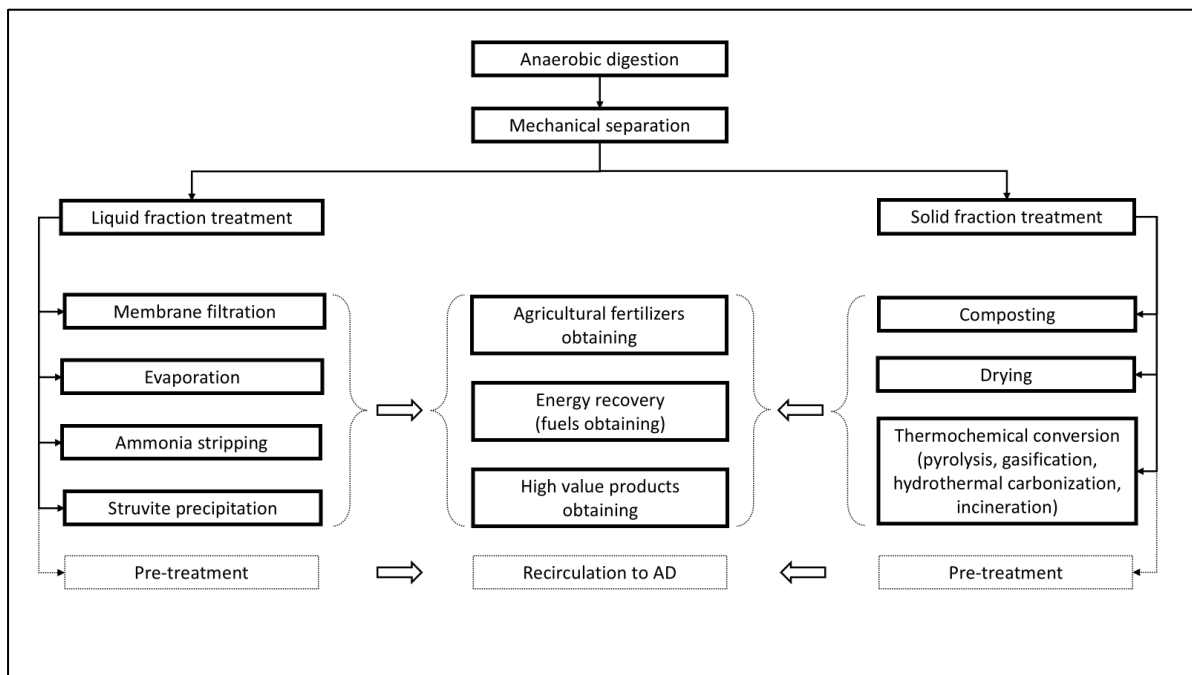 Anaerobic digestion
Mechanical separation
Liquid fraction treatment
Solid fraction treatment
Membrane filtration
Evaporation
Ammonia stripping
Struvite precipitation
Pre-treatment
Agricultural fertilizers
obtaining
Energy recovery
(fuels obtaining)
High value products
obtaining
Recirculation to AD
Composting
Drying
Thermochemical conversion
(pyrolysis, gasification,
hydrothermal carbonization,
incineration)
Pre-treatment